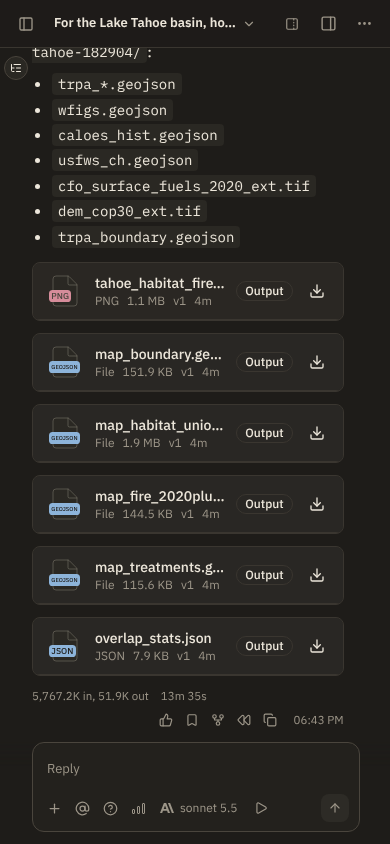 For the Lake Tahoe basin, ho...
tahoe-182904/ :
trpa_*.geojson
wfigs.geojson
caloes_hist.geojson
usfws_ch.geojson
cfo_surface_fuels_2020_ext.tif
dem_cop30_ext.tif
trpa_boundary.geojson
PNG
tahoe_habitat_fire...
PNG 1.1 MB v1 4m
Output
GEOJSON
map_boundary.ge...
File 151.9 KB v1 4m
Output
GEOJSON
map_habitat_unio...
File 1.9 MB v1 4m
Output
GEOJSON
map_fire_2020plu...
File 144.5 KB v1 4m
Output
GEOJSON
map_treatments.g...
File 115.6 KB v1 4m
Output
JSON
overlap_stats.json
JSON 7.9 KB v1 4m
Output
5,767.2K in, 51.9K out 13m 35s
06:43 PM
Reply
A\ sonnet 5.5